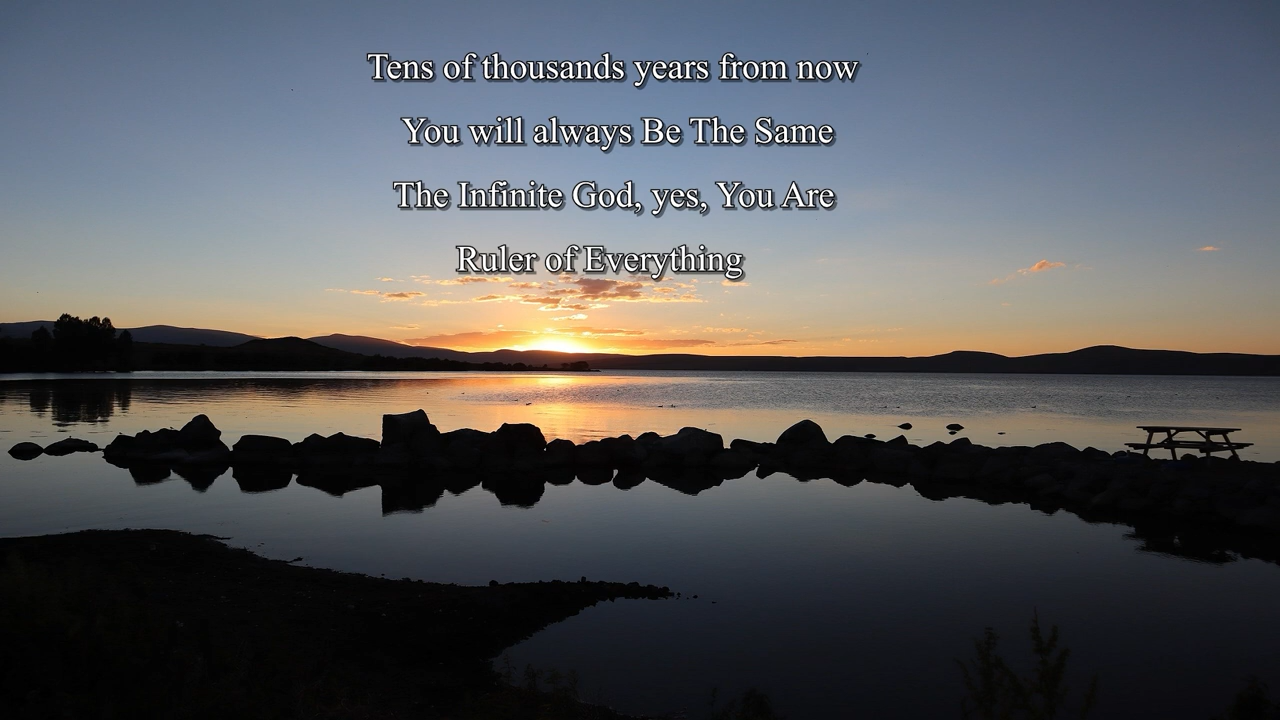 Tens of thousands years from now
You will always Be The Same
The Infinite God, yes, You Are
Ruler of Everything